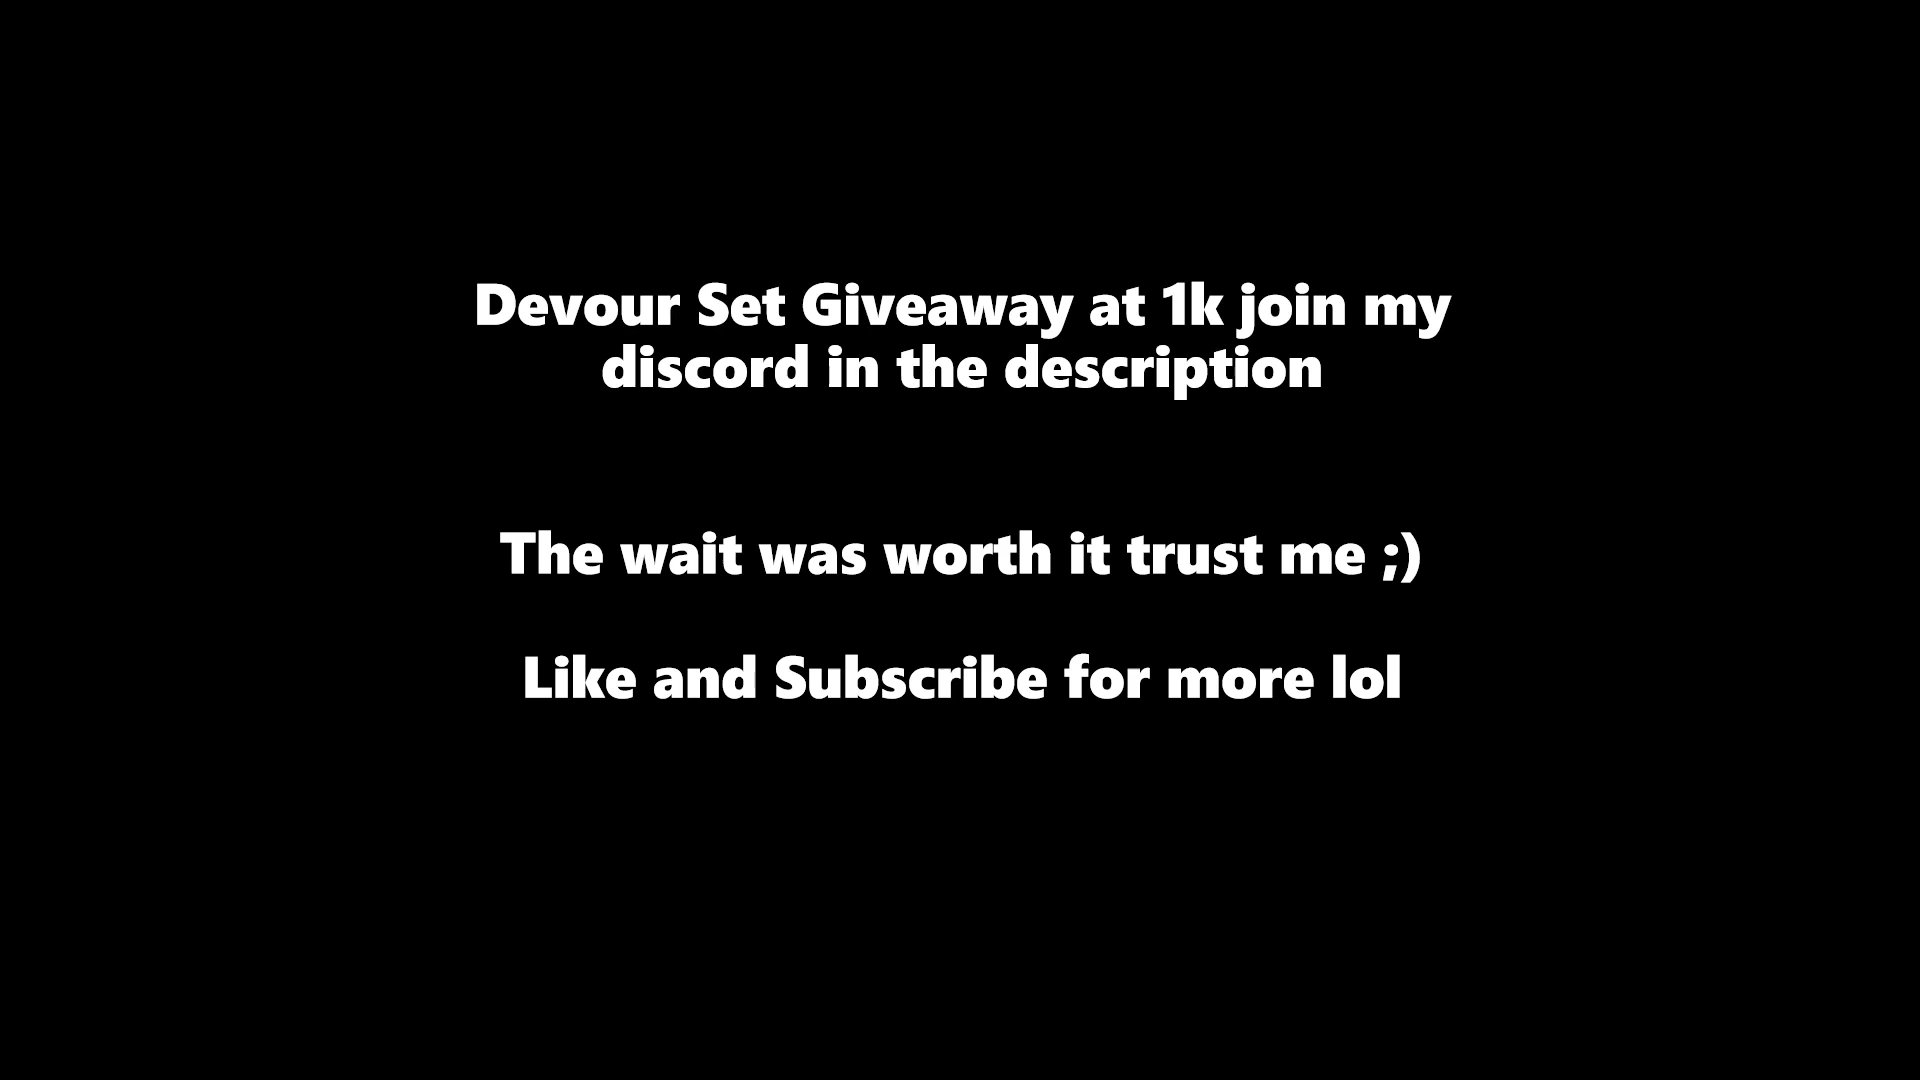 Devour Set Giveaway at 1k join my
discord in the description
The wait was worth it trust me ;)
Like and Subscribe for more lol